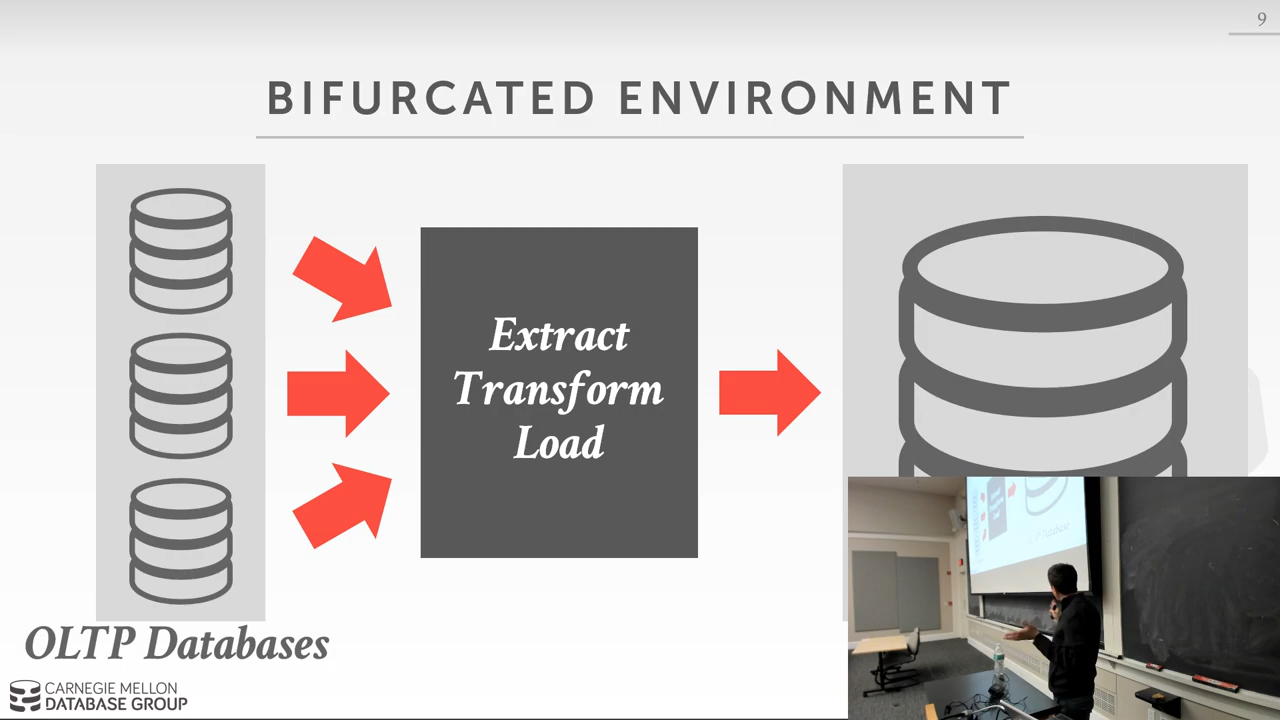 9
BIFURCATED ENVIRONMENT
Extract
Transform
Load
OLTP Databases
CARNEGIE MELLON
DATABASE GROUP